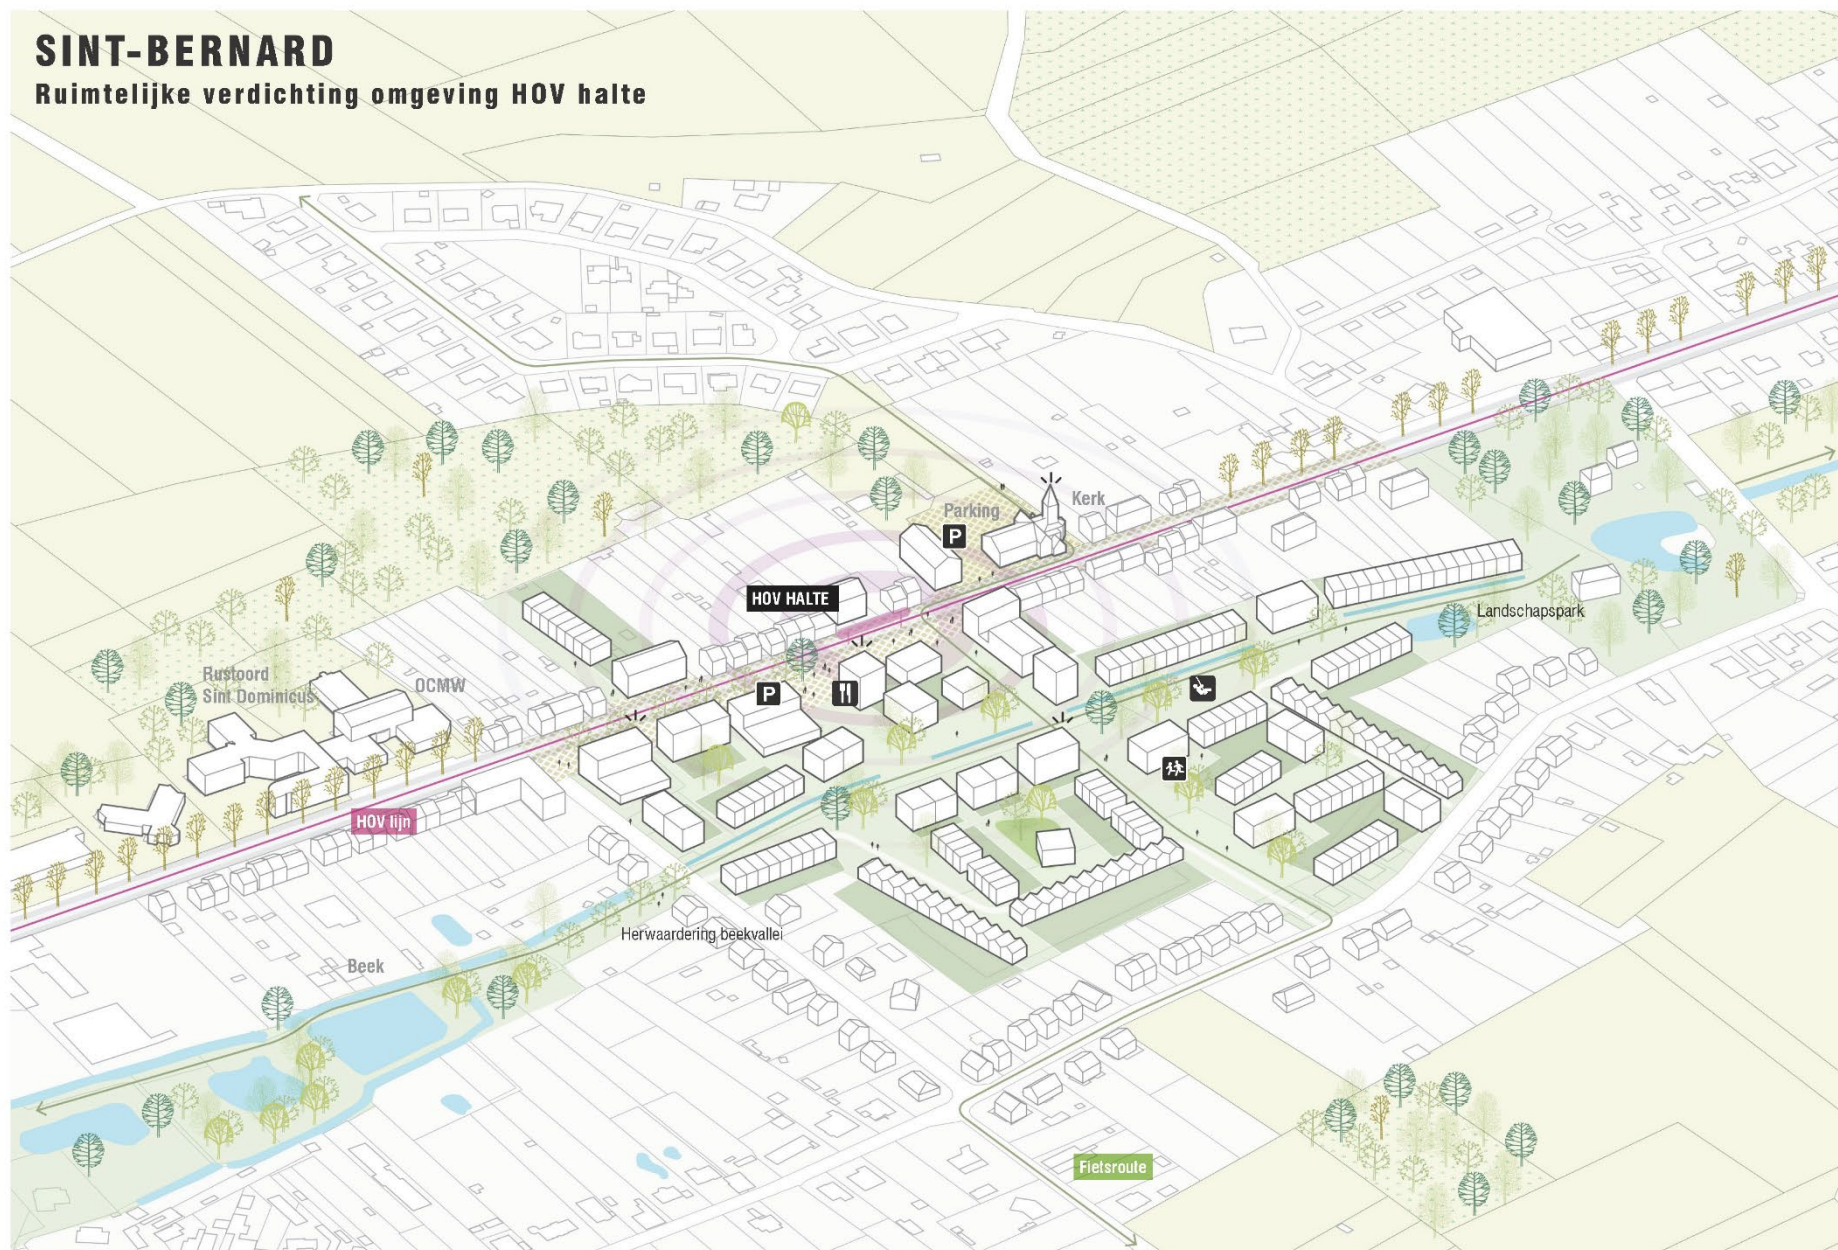 SINT-BERNARD
Ruimtelijke verdichting omgeving HOV halte
Kerk
Parking
P
HOV HALTE
Landschapspark
Rustoord
Sint Dominicus
OCMW
P
HOV lijn
Herwaardering beekvallei
Beek
Fietsroute